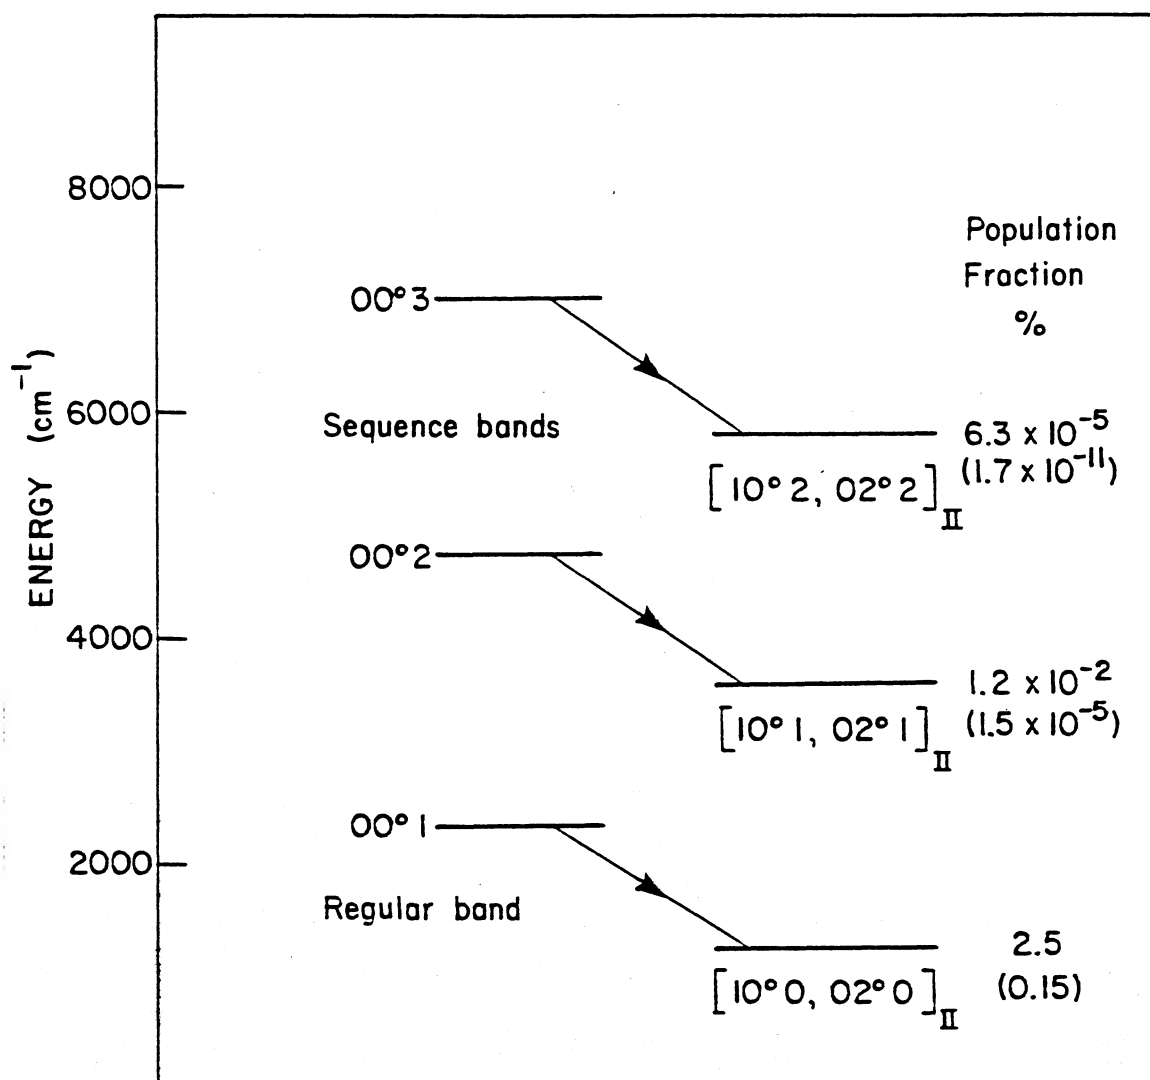 8000
Population
Fraction
%
00°3
ENERGY (cm⁻¹)
6000
Sequence bands
6.3 x 10⁻⁵
(1.7 x 10⁻¹¹)
[10°2, 02°2]II
00°2
4000
1.2 x 10⁻²
(1.5 x 10⁻⁵)
[10°1, 02°1]II
00°1
2000
Regular band
2.5
(0.15)
[10°0, 02°0]II